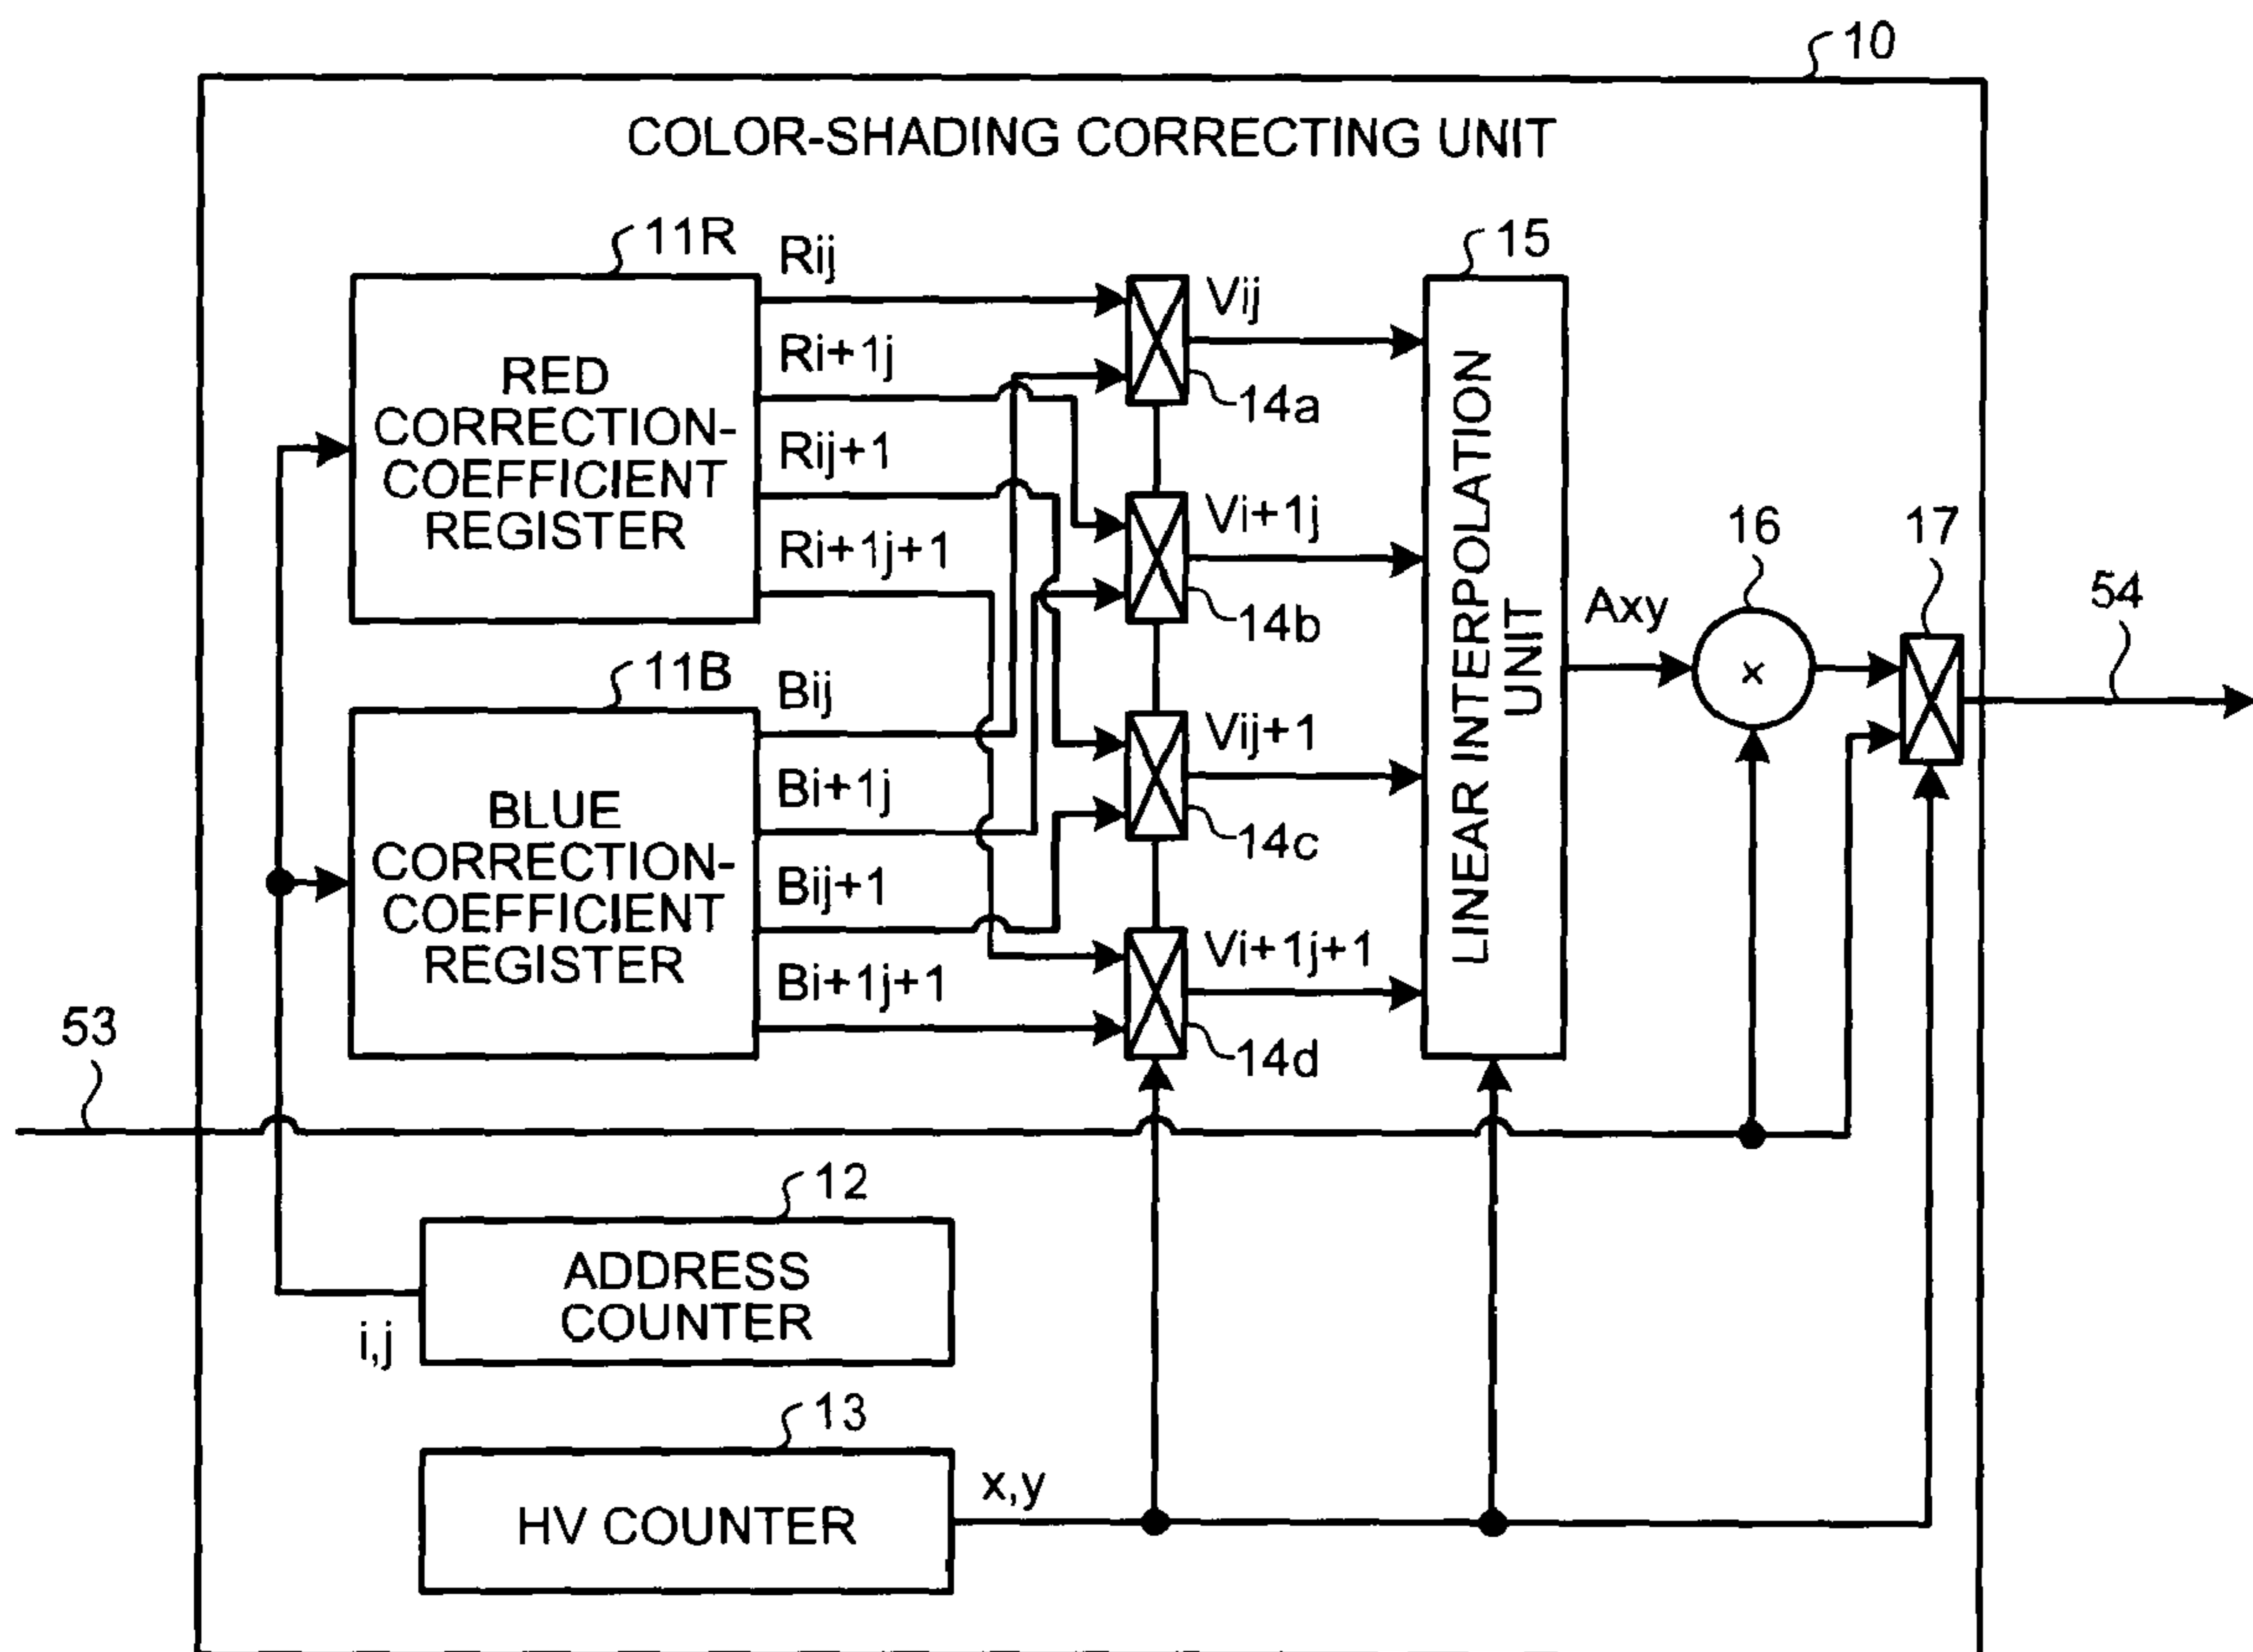 10
COLOR-SHADING CORRECTING UNIT
11R
RED
CORRECTION-
COEFFICIENT
REGISTER
Rij
Ri+1j
Rij+1
Ri+1j+1
11B
BLUE
CORRECTION-
COEFFICIENT
REGISTER
Bij
Bi+1j
Bij+1
Bi+1j+1
Vij
14a
Vi+1j
14b
Vij+1
14c
Vi+1j+1
14d
15
LINEAR INTERPOLATION
UNIT
Axy
16
x
17
54
53
12
ADDRESS
COUNTER
i,j
13
HV COUNTER
x,y